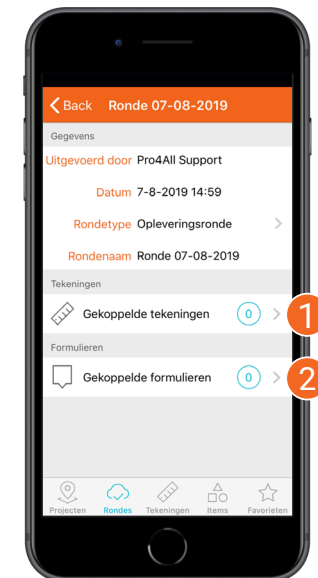 Back Ronde 07-08-2019
Gegevens
Uitgevoerd door Pro4All Support
Datum 7-8-2019 14:59
Rondetype Opleveringsronde
Rondenaam Ronde 07-08-2019
Tekeningen
Gekoppelde tekeningen 0 1
Formulieren
Gekoppelde formulieren 0 2
Projecten Rondes Tekeningen Items Favorieten